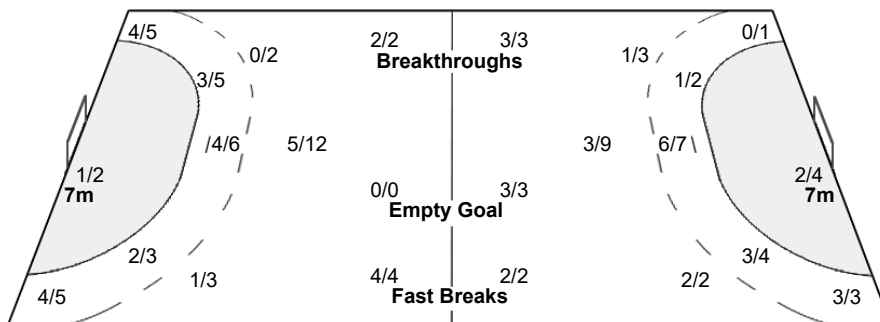 4/5 0/1
0/2 2/2 3/3 1/3
Breakthroughs
3/5 1/2
4/6 5/12 3/9 6/7
1/2 2/4
7m 0/0 3/3 7m
Empty Goal
2/3 3/4
1/3 4/4 2/2 2/2
4/5 Fast Breaks 3/3